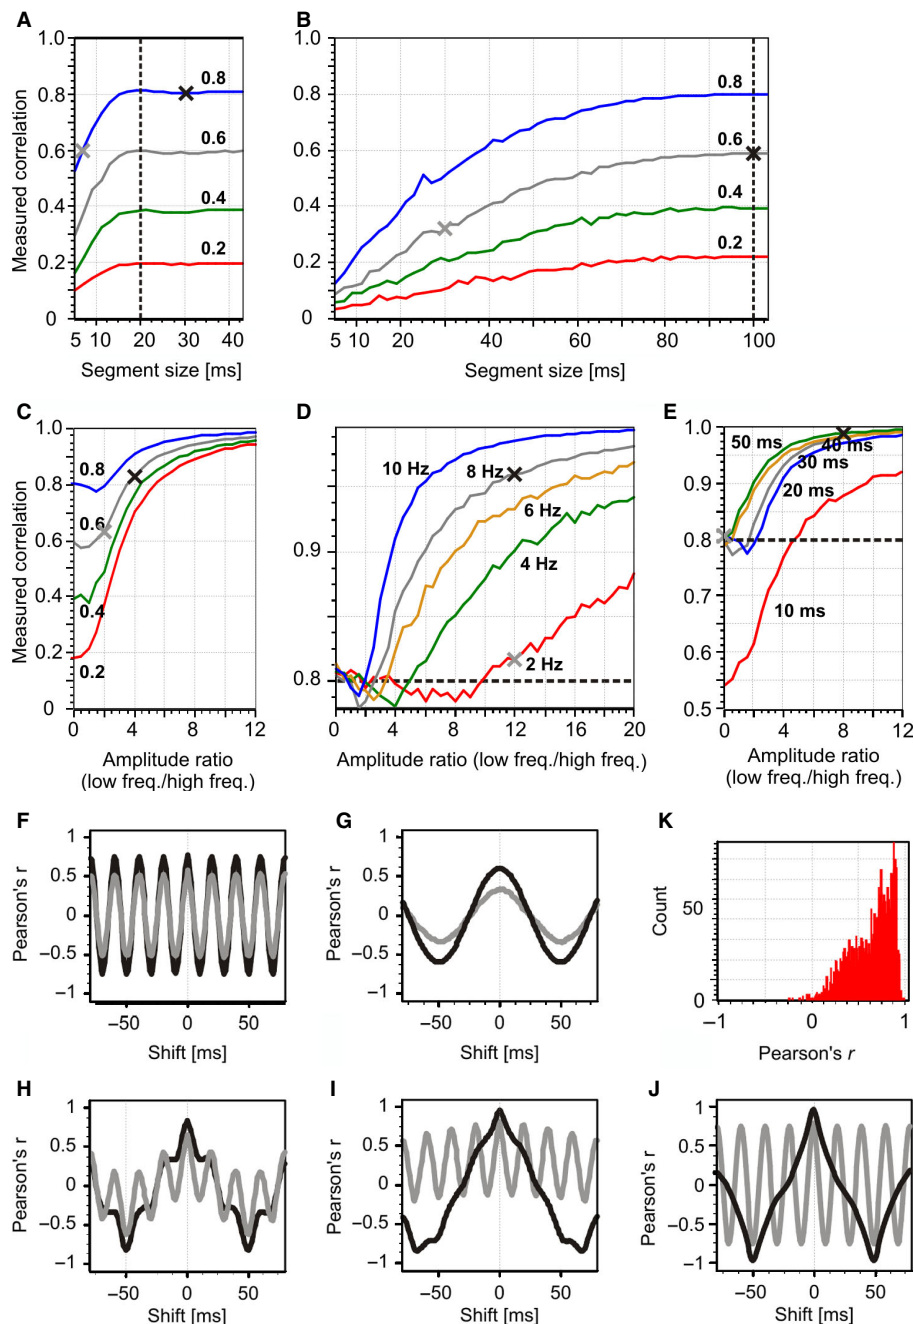 A
B
1.0
0.8
0.6
0.4
0.2
0
Measured correlation
0.8
0.6
0.4
0.2
5 10 20 30 40
Segment size [ms]
1.0
0.8
0.6
0.4
0.2
0
0.8
0.6
0.4
0.2
5 10 20 40 60 80 100
Segment size [ms]
C
D
E
1.0
0.8
0.6
0.4
0.2
0
Measured correlation
0.8
0.6
0.4
0.2
0 4 8 12
Amplitude ratio
(low freq./high freq.)
0.9
0.8
10 Hz
8 Hz
6 Hz
4 Hz
2 Hz
0 4 8 12 16 20
Amplitude ratio (low freq./high freq.)
1.0
0.9
0.8
0.7
0.6
0.5
50 ms
40 ms
30 ms
20 ms
10 ms
0 4 8 12
Amplitude ratio
(low freq./high freq.)
F
G
K
1
0.5
0
−0.5
−1
Pearson's r
−50 0 50
Shift [ms]
1
0.5
0
−0.5
−1
Pearson's r
−50 0 50
Shift [ms]
Count
50
0
−1 0 1
Pearson's r
H
I
J
1
0.5
0
−0.5
−1
Pearson's r
−50 0 50
Shift [ms]
1
0.5
0
−0.5
−1
Pearson's r
−50 0 50
Shift [ms]
1
0.5
0
−0.5
−1
Pearson's r
−50 0 50
Shift [ms]